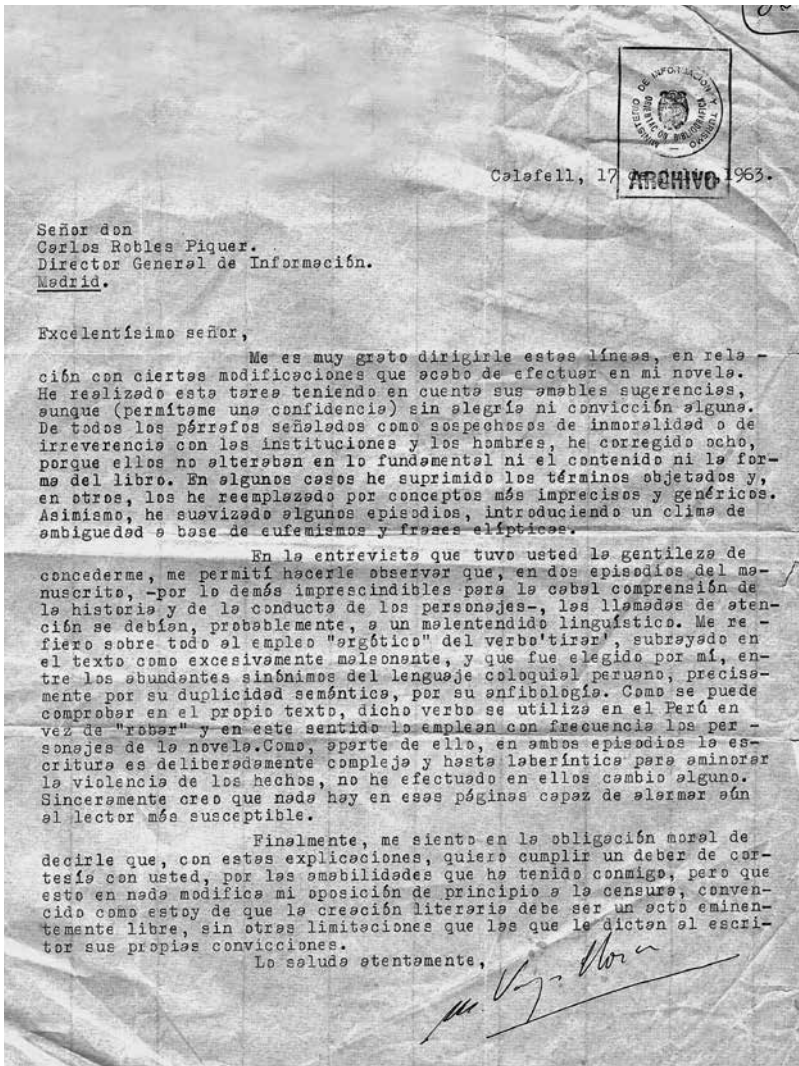 MINISTERIO DE INFORMACION Y TURISMO
ARCHIVO
Calafell, 17 de julio, 1963.
Señor don
Carlos Robles Piquer.
Director General de Información.
Madrid.
Excelentísimo señor,
Me es muy grato dirigirle estas líneas, en rela -
ción con ciertas modificaciones que acabo de efectuar en mi novela.
He realizado esta tarea teniendo en cuenta sus amables sugerencias,
aunque (permítame una confidencia) sin alegría ni convicción alguna.
De todos los párrafos señalados como sospechosos de inmoralidad o de
irreverencia con las instituciones y los hombres, he corregido ocho,
porque ellos no alteraban en lo fundamental ni el contenido ni la for-
ma del libro. En algunos casos he suprimido los términos objetados y,
en otros, los he reemplazado por conceptos más imprecisos y genéricos.
Asimismo, he suavizado algunos episodios, introduciendo un clima de
ambiguedad a base de eufemismos y frases elípticas.
En la entrevista que tuvo usted la gentileza de
concederme, me permití hacerle observar que, en dos episodios del ma-
nuscrito, -por lo demás imprescindibles para la cabal comprensión de
la historia y de la conducta de los personajes-, las llamadas de aten-
ción se debían, probablemente, a un malentendido linguístico. Me re -
fiero sobre todo al empleo "argótico" del verbo'tirar', subrayado en
el texto como excesivamente malsonante, y que fue elegido por mí, en-
tre los abundantes sinónimos del lenguaje coloquial peruano, precisa-
mente por su duplicidad semántica, por su anfibología. Como se puede
comprobar en el propio texto, dicho verbo se utiliza en el Perú en
vez de "robar" y en este sentido lo emplean con frecuencia los per -
sonajes de la novela.Como, aparte de ello, en ambos episodios la es-
critura es deliberadamente compleja y hasta laberíntica para aminorar
la violencia de los hechos, no he efectuado en ellos cambio alguno.
Sinceramente creo que nada hay en esas páginas capaz de alarmar aún
al lector más susceptible.
Finalmente, me siento en la obligación moral de
decirle que, con estas explicaciones, quiero cumplir un deber de cor-
tesía con usted, por las amabilidades que ha tenido conmigo, pero que
esto en nada modifica mi oposición de principio a la censura, conven-
cido como estoy de que la creación literaria debe ser un acto eminen-
temente libre, sin otras limitaciones que las que le dictan al escri-
tor sus propias convicciones.
Lo saluda atentamente,
M. Vargas Llosa